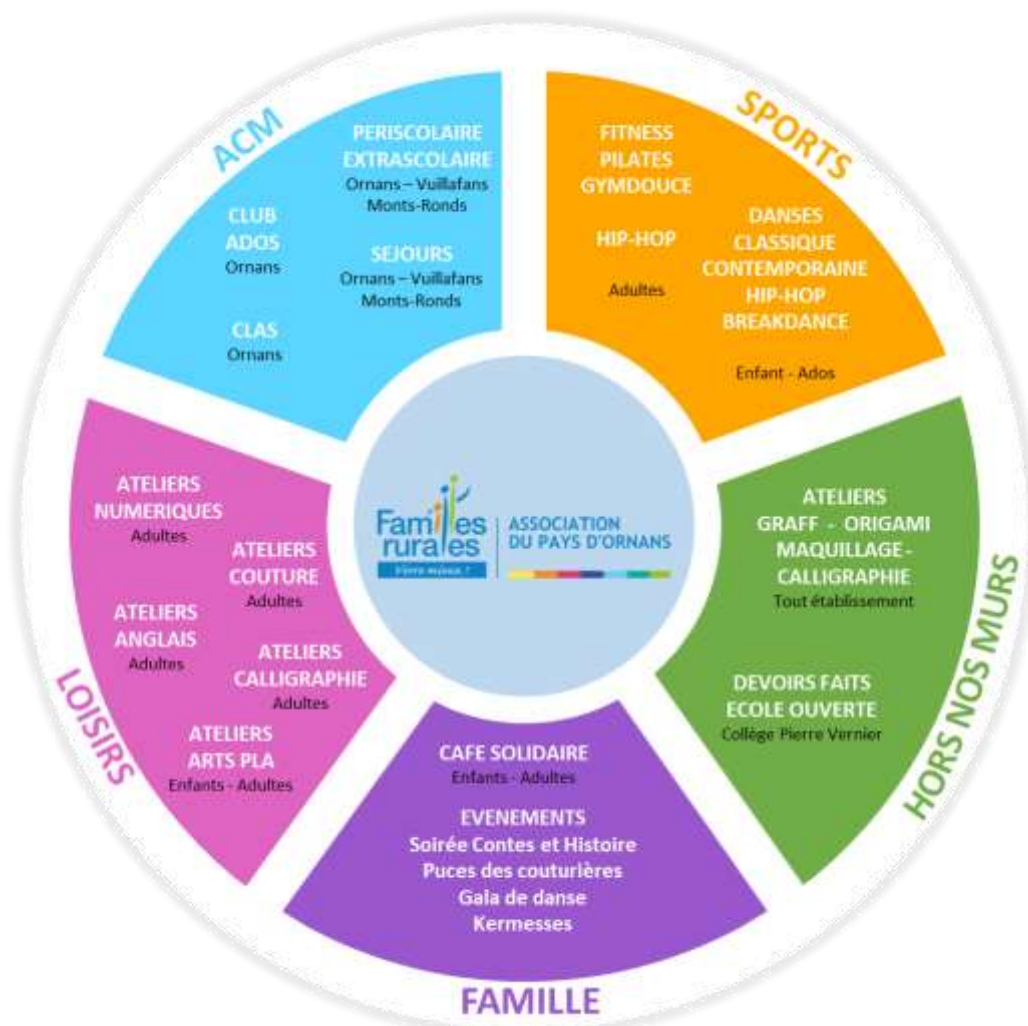 ACM
PERISCOLAIRE
EXTRASCOLAIRE
Ornans – Vuillafans
Monts-Ronds
CLUB
ADOS
Ornans
SEJOURS
Ornans – Vuillafans
Monts-Ronds
CLAS
Ornans
SPORTS
FITNESS
PILATES
GYMDOUCE
HIP-HOP
Adultes
DANSES
CLASSIQUE
CONTEMPORAINE
HIP-HOP
BREAKDANCE
Enfant - Ados
HORS NOS MURS
ATELIERS
GRAFF - ORIGAMI
MAQUILLAGE-
CALLIGRAPHIE
Tout établissement
DEVOIRS FAITS
ECOLE OUVERTE
Collège Pierre Vernier
FAMILLE
CAFE SOLIDAIRE
Enfants - Adultes
EVENEMENTS
Soirée Contes et Histoire
Puces des couturières
Gala de danse
Kermesses
LOISIRS
ATELIERS
NUMERIQUES
Adultes
ATELIERS
COUTURE
Adultes
ATELIERS
ANGLAIS
Adultes
ATELIERS
CALLIGRAPHIE
Adultes
ATELIERS
ARTS PLA
Enfants - Adultes
Familles
rurales
Vivre mieux !
ASSOCIATION
DU PAYS D'ORNANS